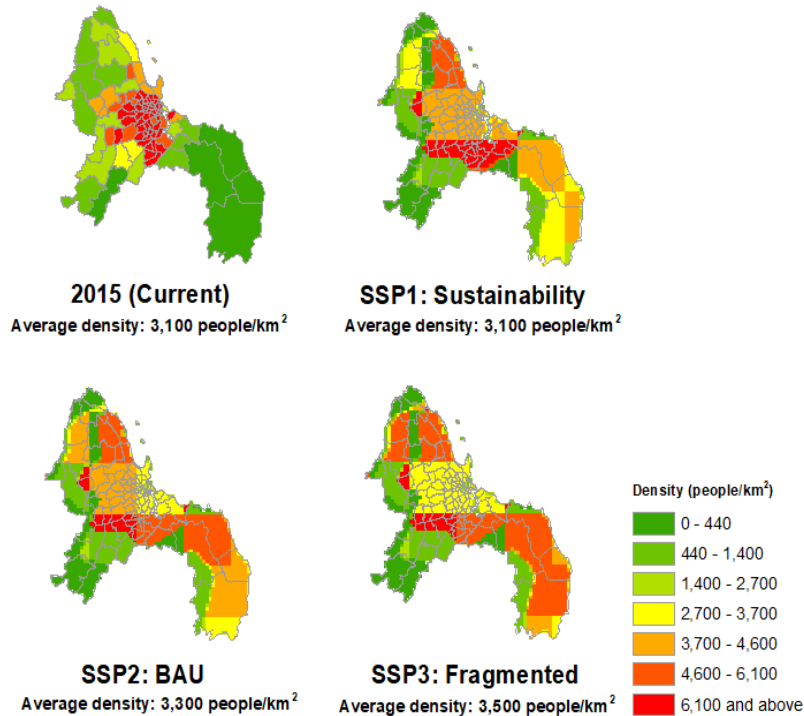 2015 (Current)
Average density: 3,100 people/km²
SSP1: Sustainability
Average density: 3,100 people/km²
SSP2: BAU
Average density: 3,300 people/km²
SSP3: Fragmented
Average density: 3,500 people/km²
Density (people/km²)
0 - 440
440 - 1,400
1,400 - 2,700
2,700 - 3,700
3,700 - 4,600
4,600 - 6,100
6,100 and above